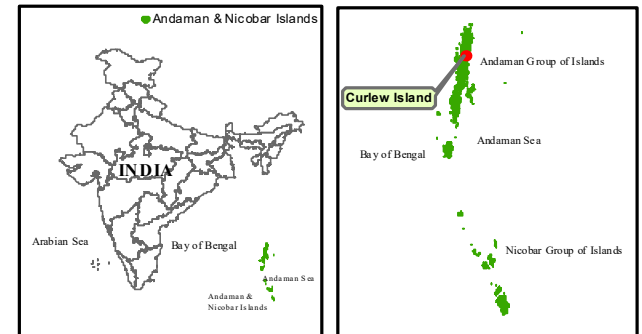 Andaman & Nicobar Islands
INDIA
Arabian Sea
Bay of Bengal
Andaman Sea
Andaman &
Nicobar Islands
Andaman Group of Islands
Curlew Island
Andaman Sea
Bay of Bengal
Nicobar Group of Islands